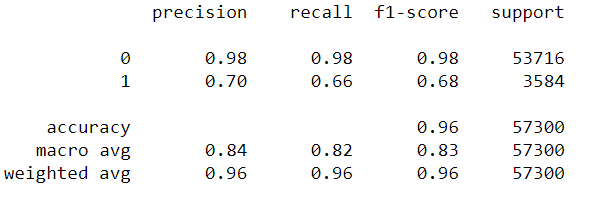 precision recall f1-score support
0 0.98 0.98 0.98 53716
1 0.70 0.66 0.68 3584
accuracy 0.96 57300
macro avg 0.84 0.82 0.83 57300
weighted avg 0.96 0.96 0.96 57300